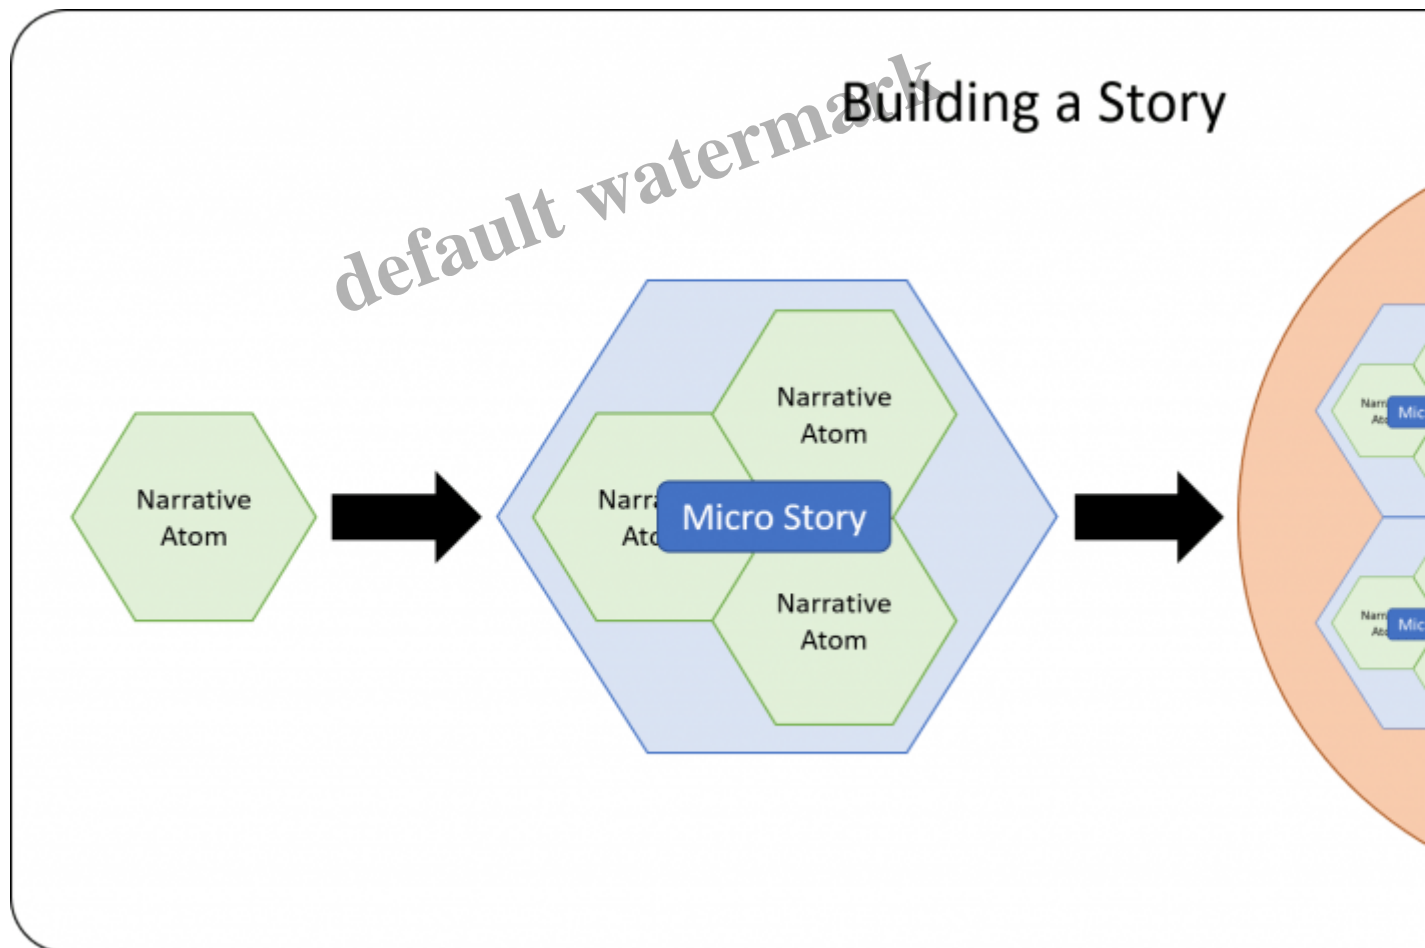 Building a Story
default watermark
Narrative
Atom
Narrative
Atom
Micro Story
Narrative
Atom